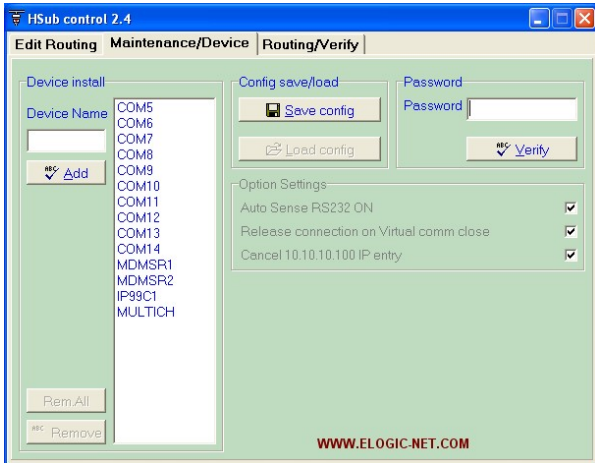 HSub control 2.4
Edit Routing Maintenance/Device Routing/Verify
Device install
Device Name
Add
COM5
COM6
COM7
COM8
COM9
COM10
COM11
COM12
COM13
COM14
MDMSR1
MDMSR2
IP99C1
MULTICH
Rem.All
Remove
Config save/load
Save config
Load config
Password
Password
Verify
Option Settings
Auto Sense RS232 ON
Release connection on Virtual comm close
Cancel 10.10.10.100 IP entry
WWW.ELOGIC-NET.COM